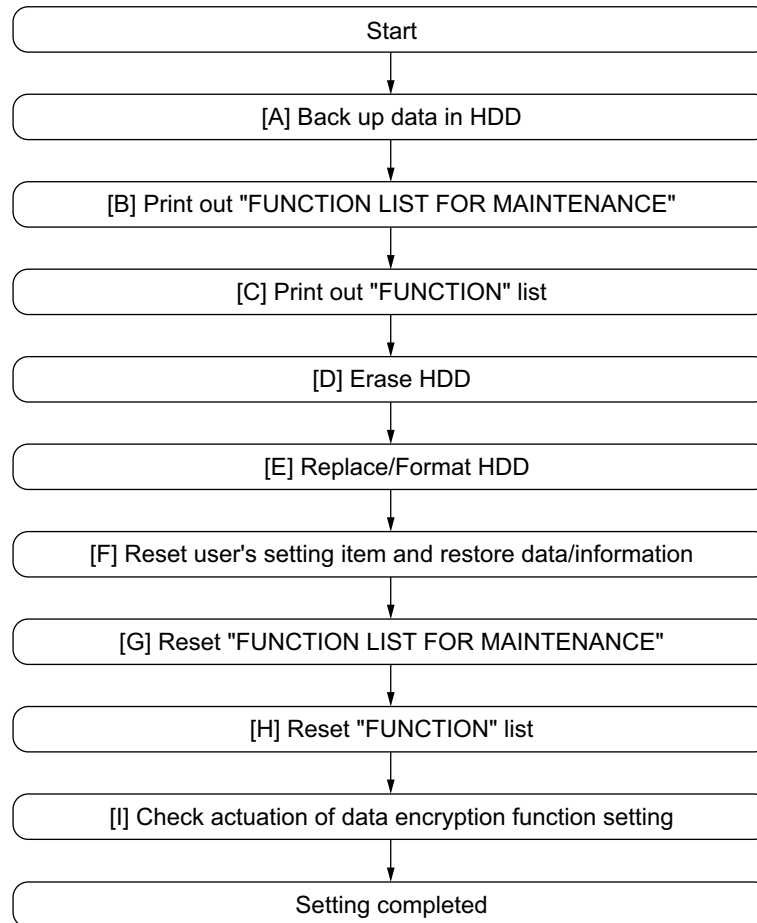 Start
[A] Back up data in HDD
[B] Print out "FUNCTION LIST FOR MAINTENANCE"
[C] Print out "FUNCTION" list
[D] Erase HDD
[E] Replace/Format HDD
[F] Reset user's setting item and restore data/information
[G] Reset "FUNCTION LIST FOR MAINTENANCE"
[H] Reset "FUNCTION" list
[I] Check actuation of data encryption function setting
Setting completed